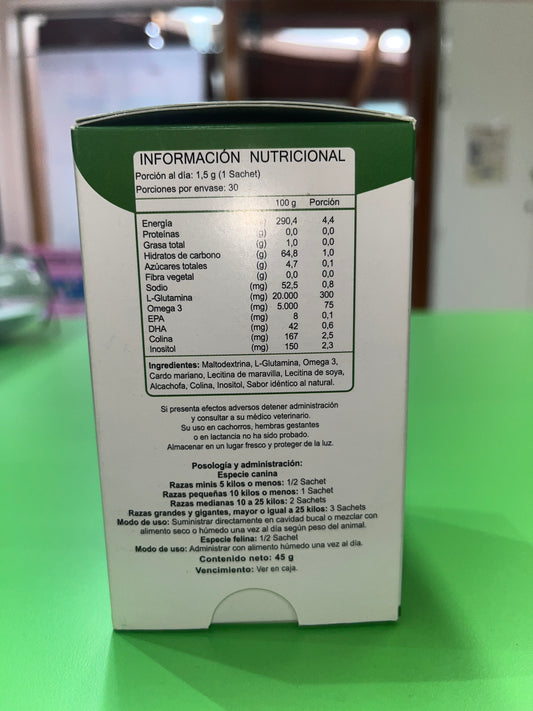 INFORMACIÓN NUTRICIONAL
Porción al día: 1,5 g (1 Sachet)
Porciones por envase: 30
100 g Porción
Energía 290,4 4,4
Proteínas (g) 0,0 0,0
Grasa total (g) 1,0 0,0
Hidratos de carbono (g) 64,8 1,0
Azúcares totales (g) 4,7 0,1
Fibra vegetal (g) 0,0 0,0
Sodio (mg) 52,5 0,8
L-Glutamina (mg) 20.000 300
Omega 3 (mg) 5.000 75
EPA (mg) 8 0,1
DHA (mg) 42 0,6
Colina (mg) 167 2,5
Inositol (mg) 150 2,3
Ingredientes: Maltodextrina, L-Glutamina, Omega 3,
Cardo mariano, Lecitina de maravilla, Lecitina de soya,
Alcachofa, Colina, Inositol, Sabor idéntico al natural.
Si presenta efectos adversos detener administración
y consultar a su médico veterinario.
Su uso en cachorros, hembras gestantes
o en lactancia no ha sido probado.
Almacenar en un lugar fresco y proteger de la luz.
Posología y administración:
Especie canina
Razas minis 5 kilos o menos: 1/2 Sachet
Razas pequeñas 10 kilos o menos: 1 Sachet
Razas medianas 10 a 25 kilos: 2 Sachets
Razas grandes y gigantes, mayor o igual a 25 kilos: 3 Sachets
Modo de uso: Suministrar directamente en cavidad bucal o mezclar con
alimento seco o húmedo una vez al día según peso del animal.
Especie felina: 1/2 Sachet
Modo de uso: Administrar con alimento húmedo una vez al día.
Contenido neto: 45 g
Vencimiento: Ver en caja.